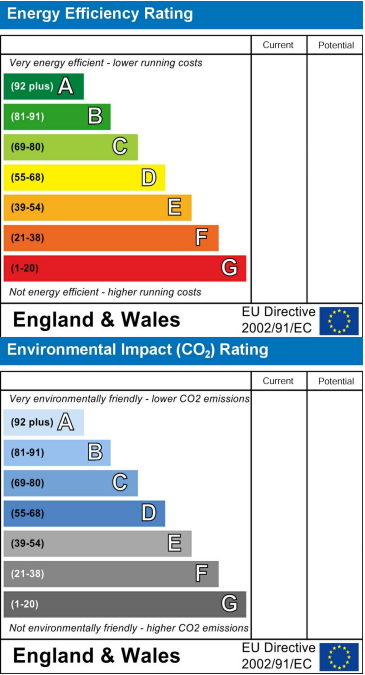 Energy Efficiency Rating
Current Potential
Very energy efficient - lower running costs
(92 plus) A
(81-91) B
(69-80) C
(55-68) D
(39-54) E
(21-38) F
(1-20) G
Not energy efficient - higher running costs
England & Wales
EU Directive
2002/91/EC
Environmental Impact (CO₂) Rating
Current Potential
Very environmentally friendly - lower CO2 emissions
(92 plus) A
(81-91) B
(69-80) C
(55-68) D
(39-54) E
(21-38) F
(1-20) G
Not environmentally friendly - higher CO2 emissions
England & Wales
EU Directive
2002/91/EC